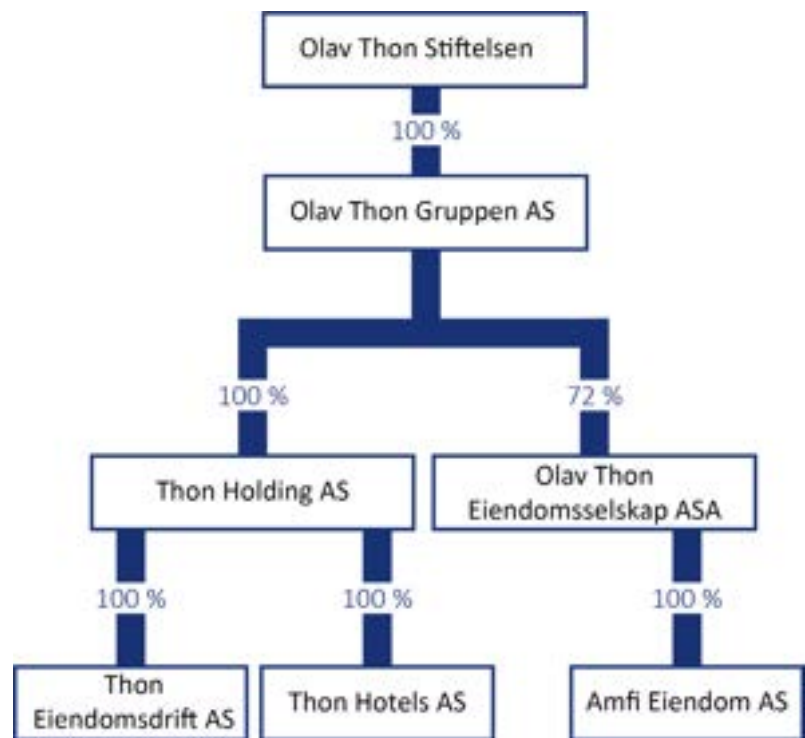 Olav Thon Stiftelsen
100 %
Olav Thon Gruppen AS
100 %
72 %
Thon Holding AS
Olav Thon
Eiendomsselskap ASA
100 %
100 %
100 %
Thon
Eiendomsdrift AS
Thon Hotels AS
Amfi Eiendom AS